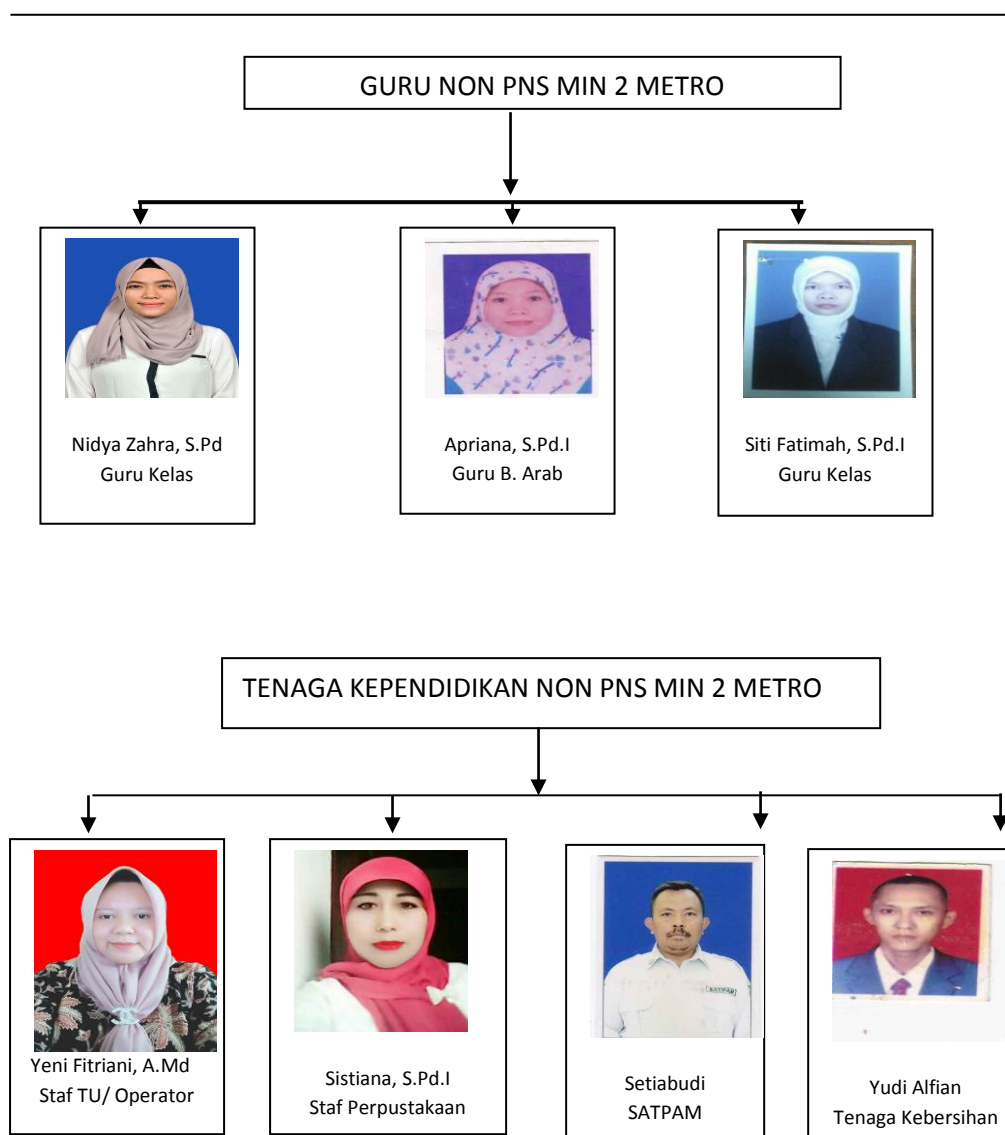 GURU NON PNS MIN 2 METRO
Nidya Zahra, S.Pd
Guru Kelas
Apriana, S.Pd.I
Guru B. Arab
Siti Fatimah, S.Pd.I
Guru Kelas
TENAGA KEPENDIDIKAN NON PNS MIN 2 METRO
Yeni Fitriani, A.Md
Staf TU/ Operator
Sistiana, S.Pd.I
Staf Perpustakaan
SATPAM
Setiabudi
SATPAM
Yudi Alfian
Tenaga Kebersihan